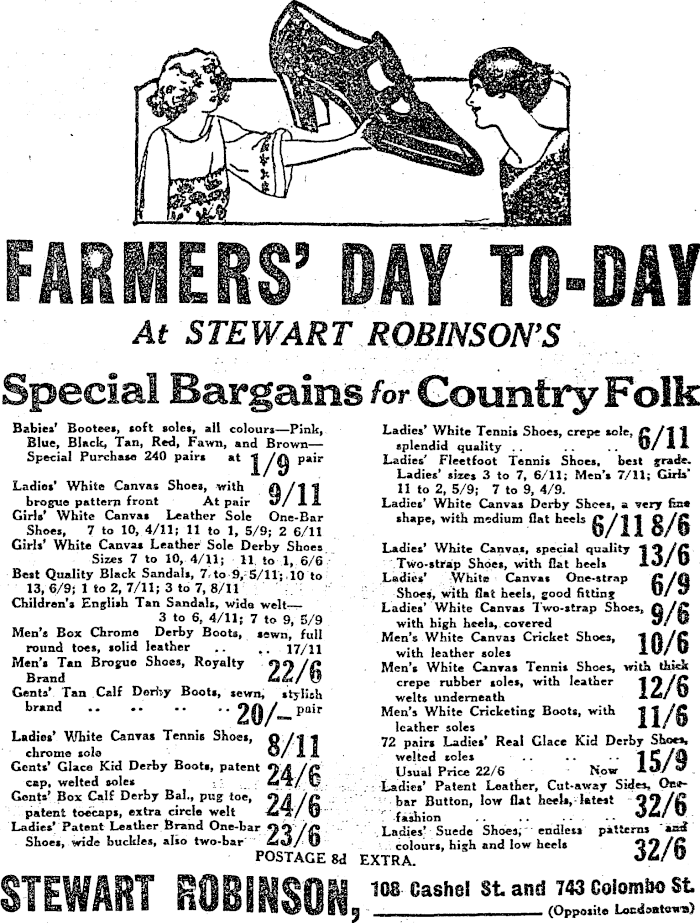 FARMERS' DAY TO-DAY
At STEWART ROBINSON'S
Special Bargains for Country Folk
Babies' Bootees, soft soles, all colours—Pink,
Blue, Black, Tan, Red, Fawn, and Brown—
Special Purchase 240 pairs at 1/9 pair
Ladies' White Canvas Shoes, with
brogue pattern front At pair 9/11
Girls' White Canvas Leather Sole One-Bar
Shoes, 7 to 10, 4/11; 11 to 1, 5/9; 2 6/11
Girls' White Canvas Leather Sole Derby Shoes
Sizes 7 to 10, 4/11; 11 to 1, 6/6
Best Quality Black Sandals, 7 to 9, 5/11; 10 to
13, 6/9; 1 to 2, 7/11; 3 to 7, 8/11
Children's English Tan Sandals, wide welt—
3 to 6, 4/11; 7 to 9, 5/9
Men's Box Chrome Derby Boots, sewn, full
round toes, solid leather .. .. 17/11
Men's Tan Brogue Shoes, Royalty
Brand 22/6
Gents' Tan Calf Derby Boots, sewn, stylish
brand .. .. .. .. 20/- pair
Ladies' White Canvas Tennis Shoes,
chrome sole 8/11
Gents' Glace Kid Derby Boots, patent
cap, welted soles 24/6
Gents' Box Calf Derby Bal., pug toe,
patent toecaps, extra circle welt 24/6
Ladies' Patent Leather Brand One-bar
Shoes, wide buckles, also two-bar 23/6
Ladies' White Tennis Shoes, crepe sole,
splendid quality .. .. .. 6/11
Ladies' Fleetfoot Tennis Shoes, best grade.
Ladies' sizes 3 to 7, 6/11; Men's 7/11; Girls'
11 to 2, 5/9; 7 to 9, 4/9.
Ladies' White Canvas Derby Shoes, a very fine
shape, with medium flat heels 6/11 8/6
Ladies' White Canvas, special quality
Two-strap Shoes, with flat heels 13/6
Ladies' White Canvas One-strap
Shoes, with flat heels, good fitting 6/9
Ladies' White Canvas Two-strap Shoes,
with high heels, covered 9/6
Men's White Canvas Cricket Shoes,
with leather soles 10/6
Men's White Canvas Tennis Shoes, with thick
crepe rubber soles, with leather
welts underneath 12/6
Men's White Cricketing Boots, with
leather soles 11/6
72 pairs Ladies' Real Glace Kid Derby Shoes,
welted soles .. .. .. ..
Usual Price 22/6 Now 15/9
Ladies' Patent Leather, Cut-away Sides, One-
bar Button, low flat heels, latest
fashion .. .. .. .. 32/6
Ladies' Suede Shoes, endless patterns and
colours, high and low heels 32/6
POSTAGE 8d EXTRA.
STEWART ROBINSON, 108 Cashel St. and 743 Colombo St.
(Opposite Londontown)